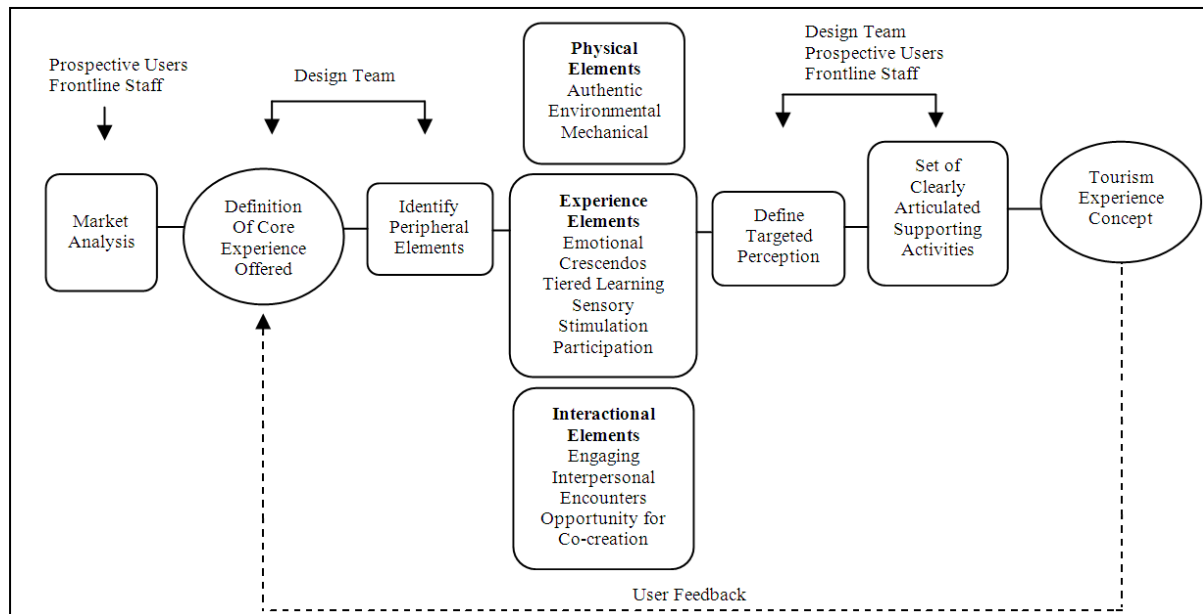 Prospective Users
Frontline Staff
Design Team
Physical
Elements
Authentic
Environmental
Mechanical
Design Team
Prospective Users
Frontline Staff
Market
Analysis
Definition
Of Core
Experience
Offered
Identify
Peripheral
Elements
Experience
Elements
Emotional
Crescendos
Tiered Learning
Sensory
Stimulation
Participation
Define
Targeted
Perception
Set of
Clearly
Articulated
Supporting
Activities
Tourism
Experience
Concept
Interactional
Elements
Engaging
Interpersonal
Encounters
Opportunity for
Co-creation
User Feedback